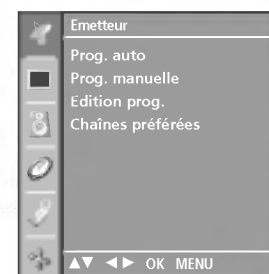 Emetteur
Prog. auto
Prog. manuelle
Edition prog.
Chaînes préférées
▲▼ ◄► OK MENU